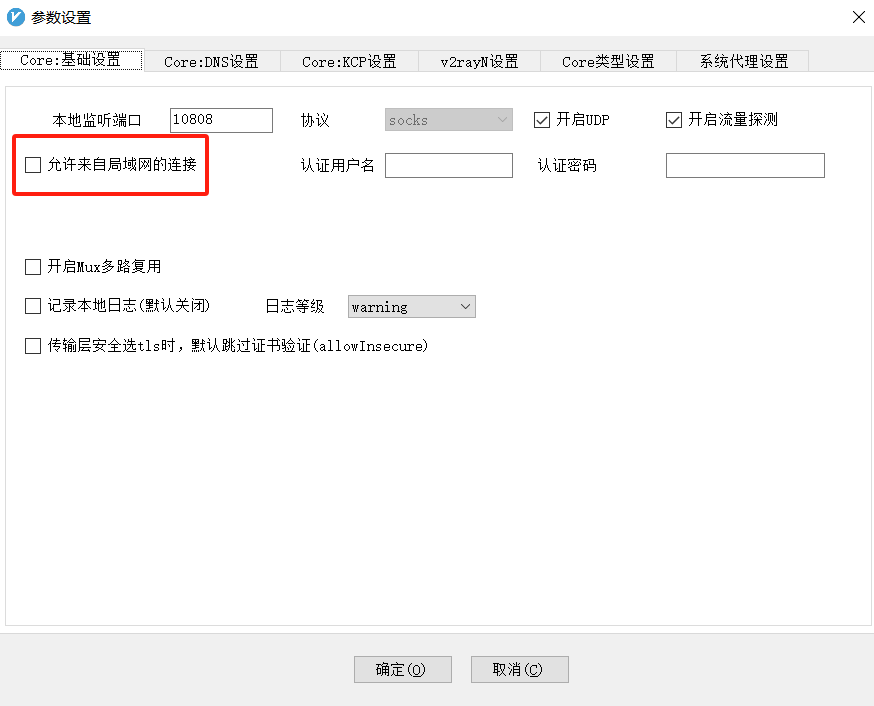 参数设置
Core:基础设置 Core:DNS设置 Core:KCP设置 v2rayN设置 Core类型设置 系统代理设置
本地监听端口 10808 协议 socks 开启UDP 开启流量探测
允许来自局域网的连接 认证用户名 认证密码
开启Mux多路复用
记录本地日志(默认关闭) 日志等级 warning
传输层安全选tls时，默认跳过证书验证(allowInsecure)
确定(O) 取消(C)